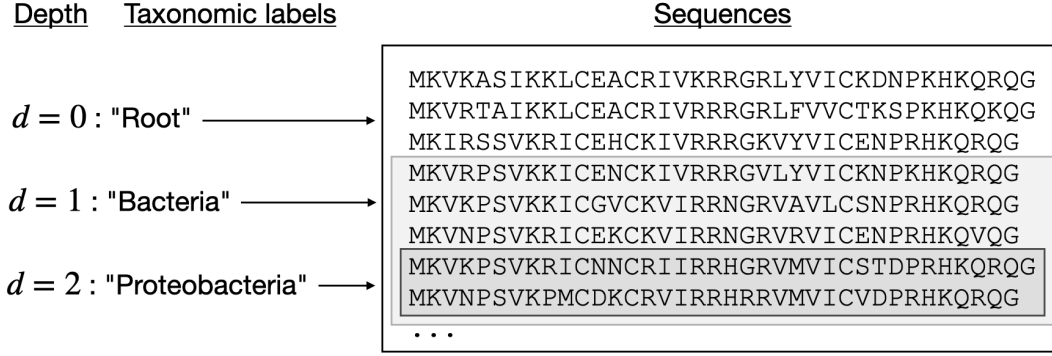 Depth Taxonomic labels Sequences
MKVKASIKKLCEACRIVKRRGRLYVICKDNPKHKQRQG
d = 0 : "Root" MKVRTAIKKLCEACRIVRRRGRLFVVCTKSPKHKQKQG
MKIRSSVKRICEHCKIVRRRGKVYVICENPRHKQRQG
MKVRPSVKKICENCKIVRRRGVLYVICKNPKHKQRQG
d = 1 : "Bacteria" MKVKPSVKKICGVCKVIRRNGRVAVLCSNPRHKQRQG
MKVNPSVKRICEKCKVIRRNGRVRVICENPRHKQVQG
MKVKPSVKRICNNCRIIRRHGRVMVICSTDPRHKQRQG
d = 2 : "Proteobacteria" MKVNPSVKPMCDKCRVIRRHRRVMVICVDPRHKQRQG
...